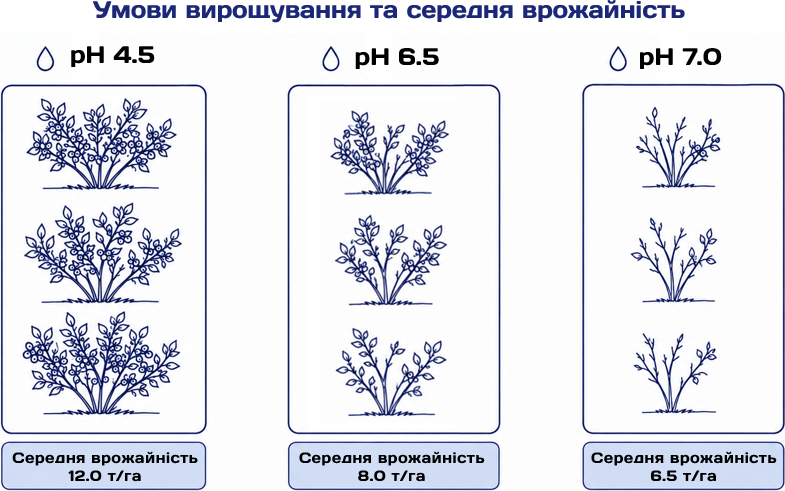 Умови вирощування та середня врожайність
pH 4.5
pH 6.5
pH 7.0
Середня врожайність
12.0 т/га
Середня врожайність
8.0 т/га
Середня врожайність
6.5 т/га